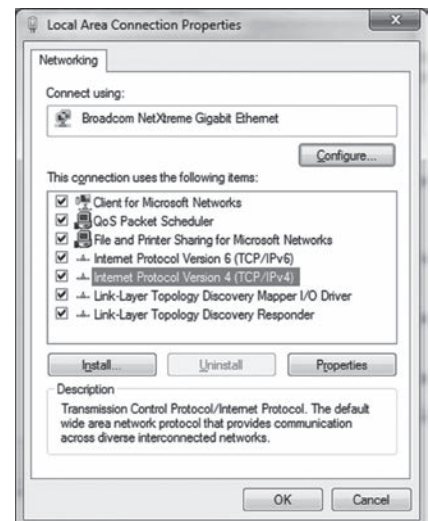 Local Area Connection Properties
Networking
Connect using:
Broadcom NetXtreme Gigabit Ethernet
Configure...
This connection uses the following items:
Client for Microsoft Networks
QoS Packet Scheduler
File and Printer Sharing for Microsoft Networks
Internet Protocol Version 6 (TCP/IPv6)
Internet Protocol Version 4 (TCP/IPv4)
Link-Layer Topology Discovery Mapper I/O Driver
Link-Layer Topology Discovery Responder
Install... Uninstall Properties
Description
Transmission Control Protocol/Internet Protocol. The default
wide area network protocol that provides communication
across diverse interconnected networks.
OK Cancel